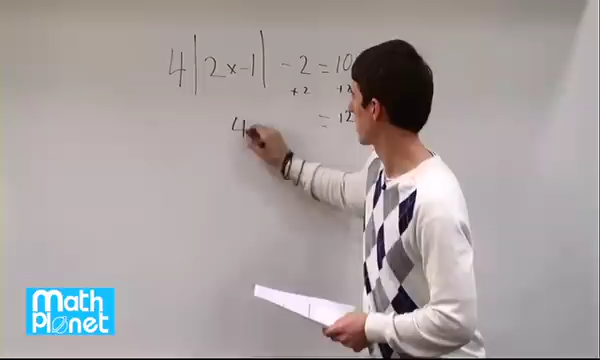 4|2x-1| -2 = 10
+2 +2
4 = 12
Math
Planet